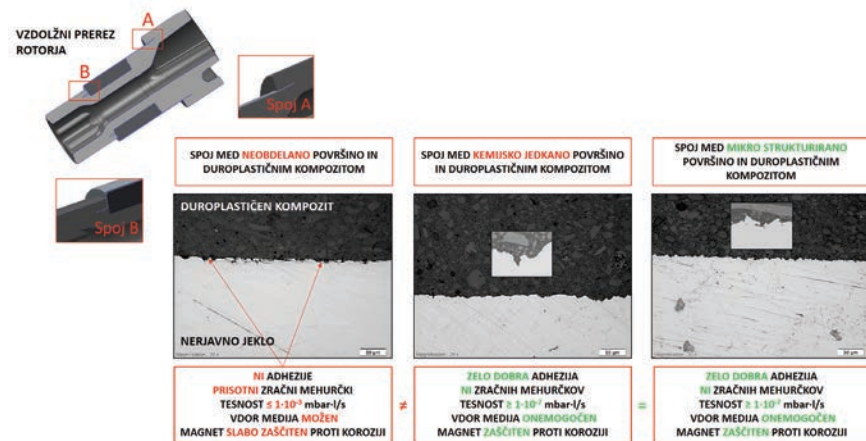 VZDOLŽNI PREREZ
ROTORJA
A
B
Spoj A
Spoj B
SPOJ MED NEOBDELANO POVRŠINO IN
DUROPLASTIČNIM KOMPOZITOM
SPOJ MED KEMIJSKO JEDKANO POVRŠINO
IN DUROPLASTIČNIM KOMPOZITOM
SPOJ MED MIKRO STRUKTURIRANO
POVRŠINO IN DUROPLASTIČNIM
KOMPOZITOM
DUROPLASTIČEN KOMPOZIT
NERJAVNO JEKLO
NI ADHEZIJE
PRISOTNI ZRAČNI MEHURČKI
TESNOST ≤ 1·10⁻³ mbar·l/s
VDOR MEDIJA MOŽEN
MAGNET SLABO ZAŠČITEN PROTI KOROZIJI
≠
ZELO DOBRA ADHEZIJA
NI ZRAČNIH MEHURČKOV
TESNOST ≥ 1·10⁻⁷ mbar·l/s
VDOR MEDIJA ONEMOGOČEN
MAGNET ZAŠČITEN PROTI KOROZIJI
=
ZELO DOBRA ADHEZIJA
NI ZRAČNIH MEHURČKOV
TESNOST ≥ 1·10⁻⁷ mbar·l/s
VDOR MEDIJA ONEMOGOČEN
MAGNET ZAŠČITEN PROTI KOROZIJI